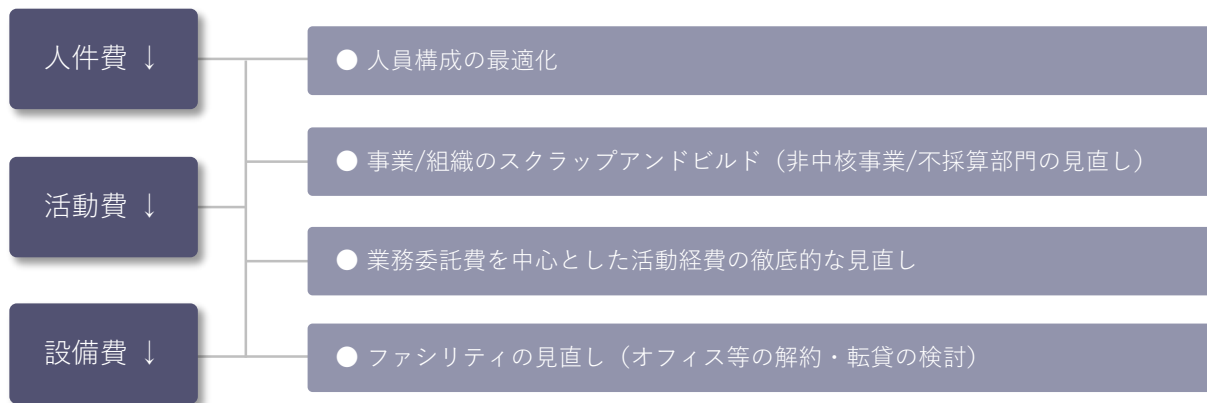 人件費 ↓
● 人員構成の最適化
● 事業/組織のスクラップアンドビルド（非中核事業/不採算部門の見直し）
活動費 ↓
● 業務委託費を中心とした活動経費の徹底的な見直し
設備費 ↓
● ファシリティの見直し（オフィス等の解約・転貸の検討）